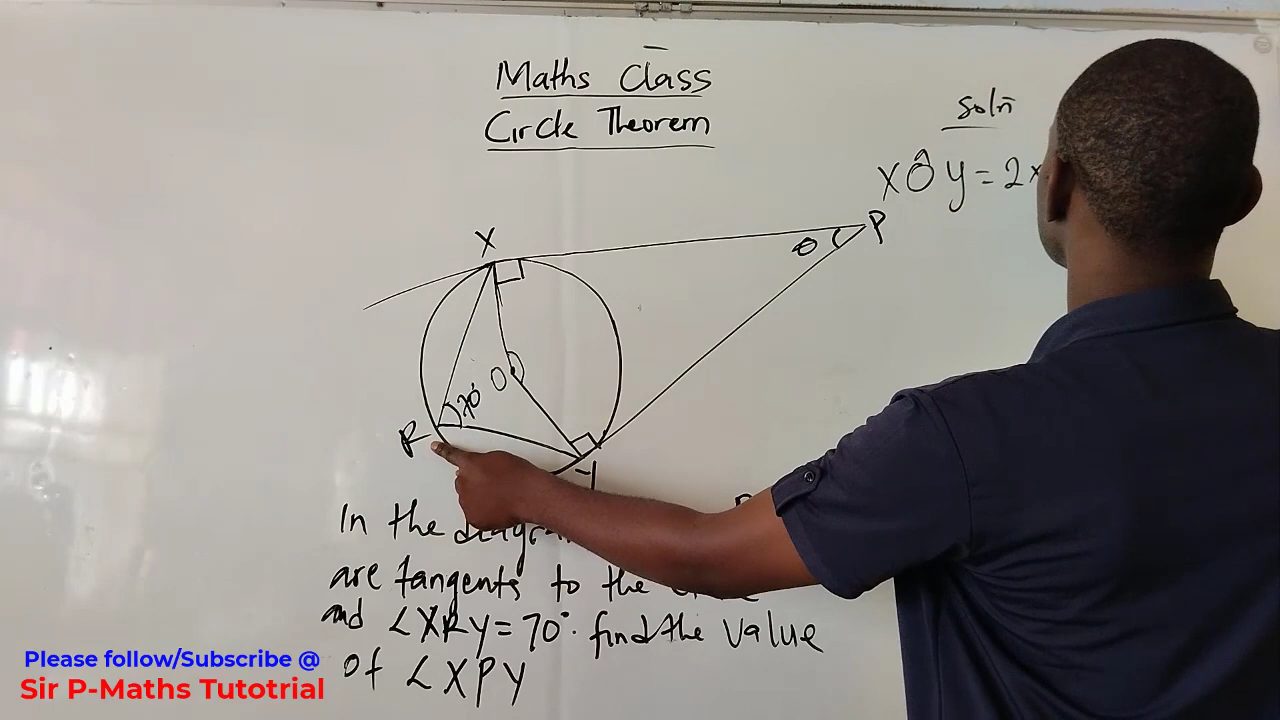 Maths Class
Circle Theorem
soln
XÔY=2x
X
P
θ
O
70°
R
In the
are tangents to the
and ∠XRY=70°. find the value
of ∠XPY
Please follow/Subscribe @
Sir P-Maths Tutotrial